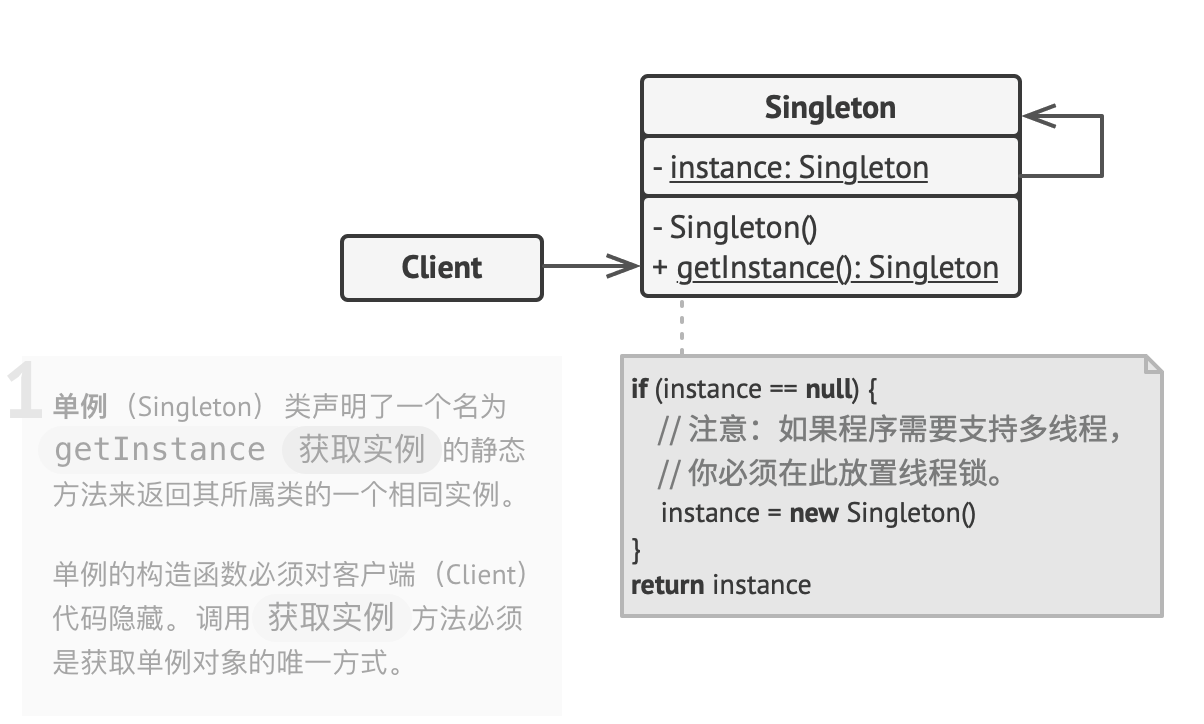 Singleton
- instance: Singleton
- Singleton()
+ getInstance(): Singleton
Client
1
单例 （Singleton） 类声明了一个名为
getInstance 获取实例 的静态
方法来返回其所属类的一个相同实例。
单例的构造函数必须对客户端 （Client）
代码隐藏。 调用 获取实例 方法必须
是获取单例对象的唯一方式。
if (instance == null) {
// 注意：如果程序需要支持多线程，
// 你必须在此放置线程锁。
instance = new Singleton()
}
return instance